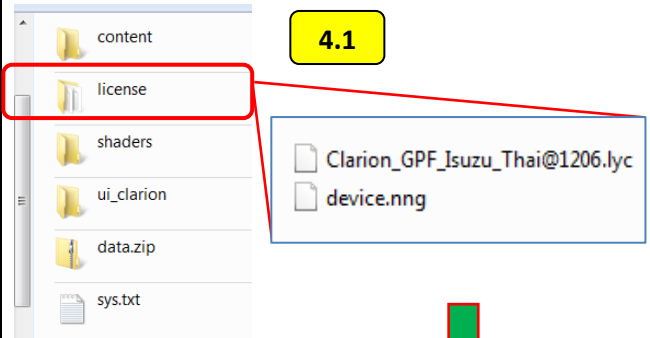 content
4.1
license
shaders
Clarion_GPF_Isuzu_Thai@1206.lyc
device.nng
ui_clarion
data.zip
sys.txt